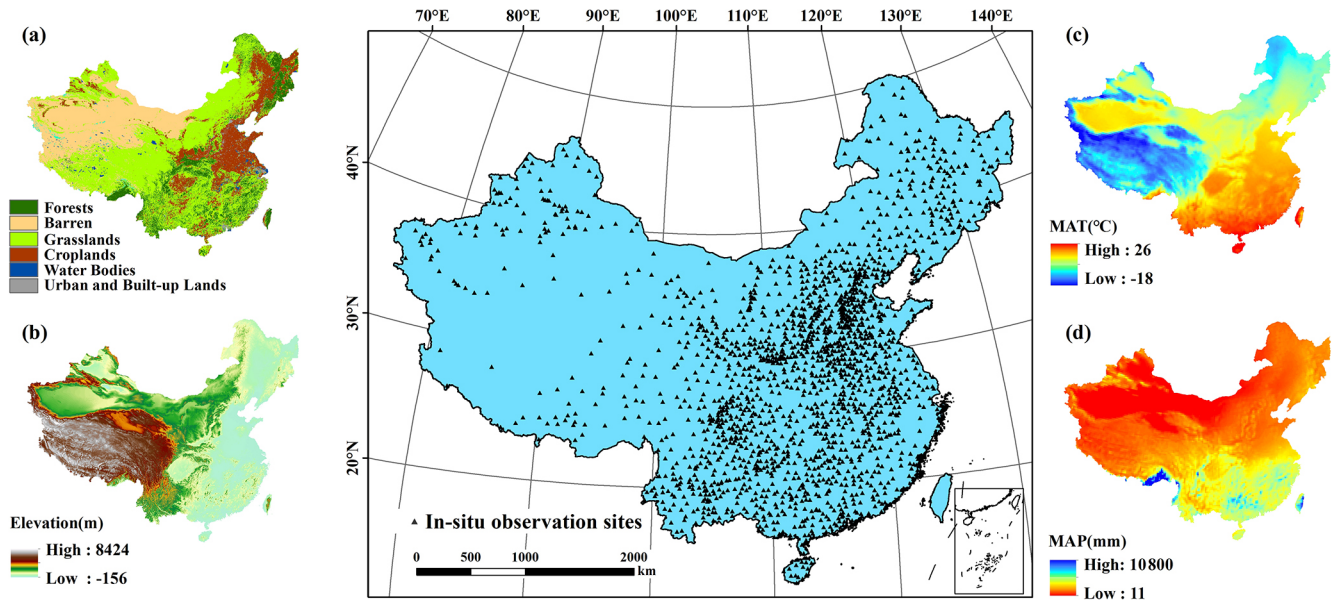 70°E 80°E 90°E 100°E 110°E 120°E 130°E 140°E
(a)
Forests
Barren
Grasslands
Croplands
Water Bodies
Urban and Built-up Lands
(b)
Elevation(m)
High : 8424
Low : -156
40°N
30°N
20°N
In-situ observation sites
0 500 1000 2000
km
(c)
MAT(°C)
High : 26
Low : -18
(d)
MAP(mm)
High: 10800
Low : 11